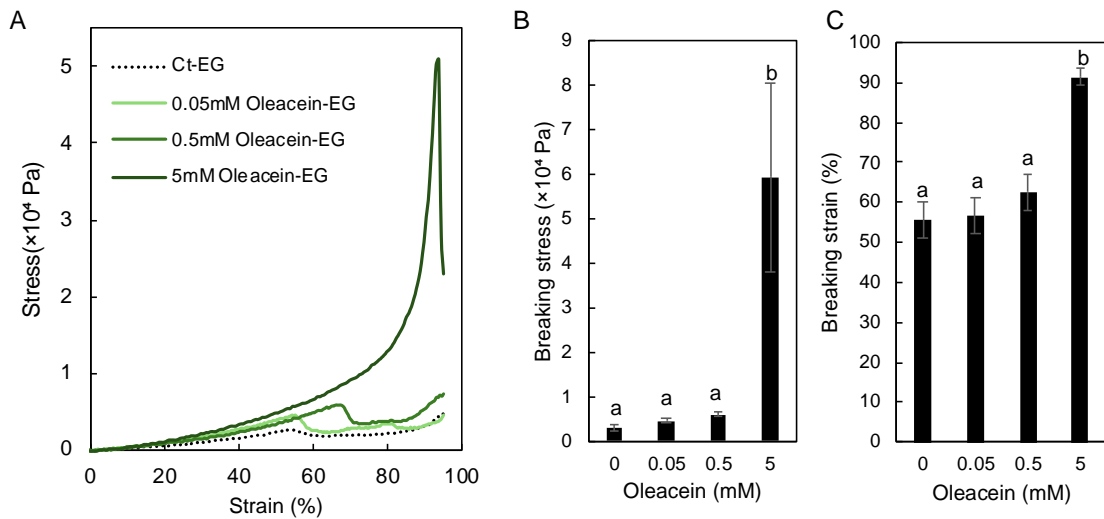 A
Stress(×10⁴ Pa)
5
4
3
2
1
0
Ct-EG
0.05mM Oleacein-EG
0.5mM Oleacein-EG
5mM Oleacein-EG
0 20 40 60 80 100
Strain (%)
B
Breaking stress (×10⁴ Pa)
9
8
7
6
5
4
3
2
1
0
a a a b
0 0.05 0.5 5
Oleacein (mM)
C
Breaking strain (%)
100
90
80
70
60
50
40
30
20
10
0
a a a b
0 0.05 0.5 5
Oleacein (mM)